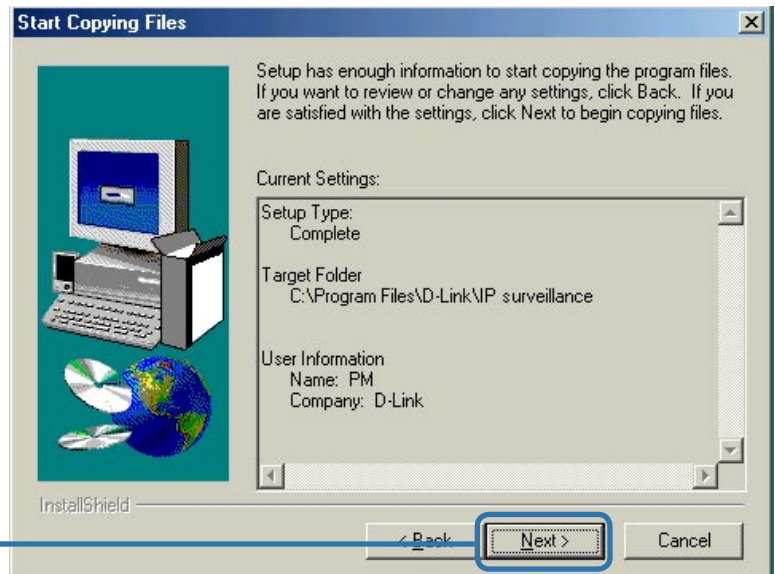 Start Copying Files
Setup has enough information to start copying the program files.
If you want to review or change any settings, click Back. If you
are satisfied with the settings, click Next to begin copying files.
Current Settings:
Setup Type:
Complete
Target Folder
C:\Program Files\D-Link\IP surveillance
User Information
Name: PM
Company: D-Link
InstallShield
< Back
Next >
Cancel